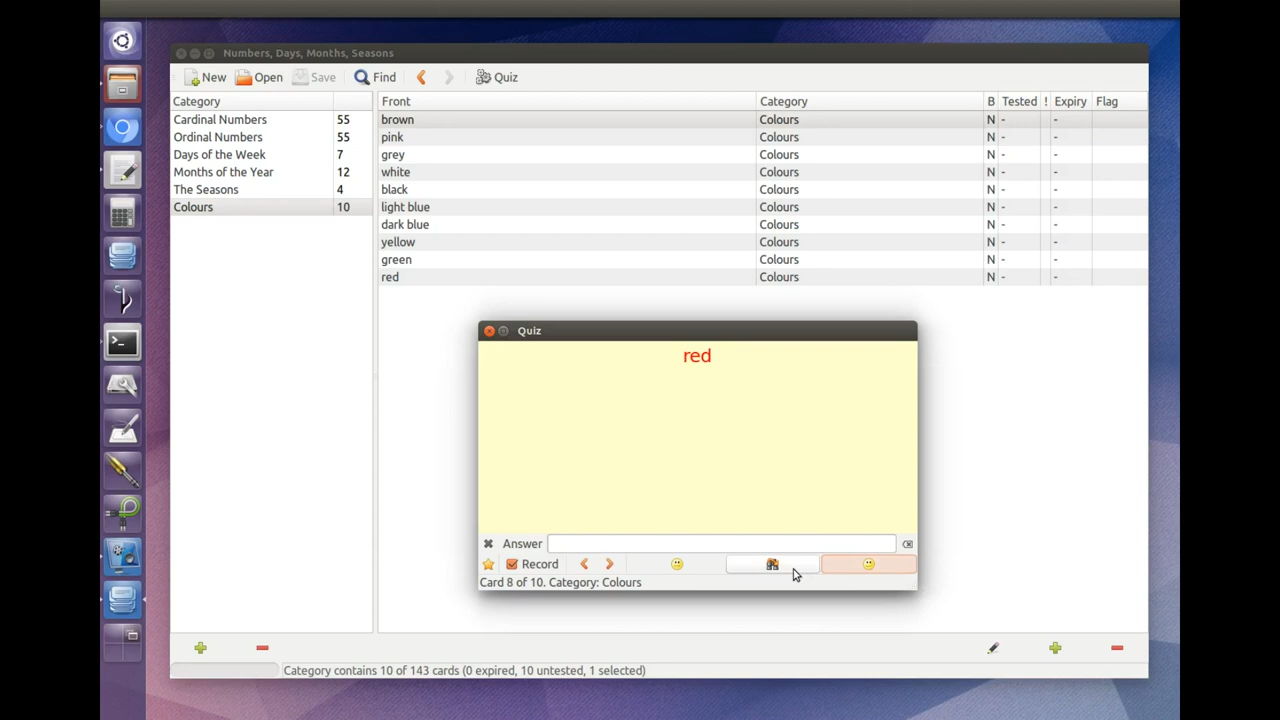 Numbers, Days, Months, Seasons
New Open Save Find Quiz
Category
Cardinal Numbers 55
Ordinal Numbers 55
Days of the Week 7
Months of the Year 12
The Seasons 4
Colours 10
Front Category B Tested ! Expiry Flag
brown Colours N - -
pink Colours N - -
grey Colours N - -
white Colours N - -
black Colours N - -
light blue Colours N - -
dark blue Colours N - -
yellow Colours N - -
green Colours N - -
red Colours N - -
Quiz
red
Answer
Record
Card 8 of 10. Category: Colours
Category contains 10 of 143 cards (0 expired, 10 untested, 1 selected)